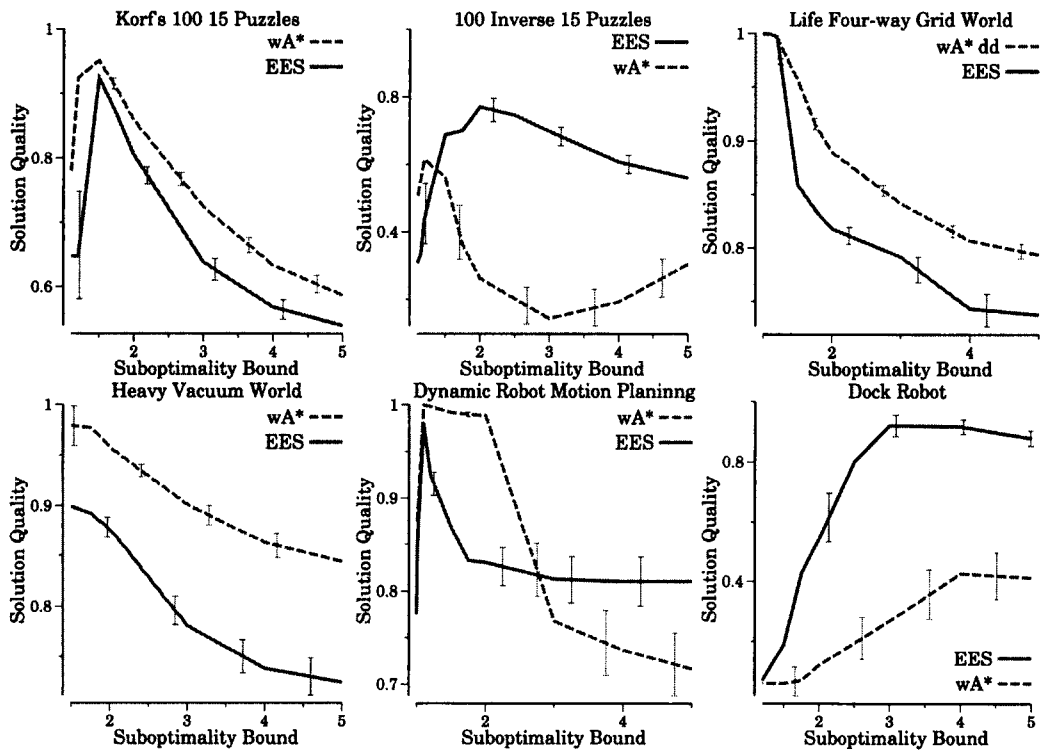 Korf's 100 15 Puzzles
wA*
EES
Solution Quality
1
0.8
0.6
2
3
4
5
Suboptimality Bound
100 Inverse 15 Puzzles
EES
wA*
Solution Quality
0.8
0.4
2
3
4
5
Suboptimality Bound
Life Four-way Grid World
wA* dd
EES
Solution Quality
1
0.9
0.8
2
4
Suboptimality Bound
Heavy Vacuum World
wA*
EES
Solution Quality
1
0.9
0.8
2
3
4
5
Suboptimality Bound
Dynamic Robot Motion Planinng
wA*
EES
Solution Quality
1
0.9
0.8
0.7
2
4
Suboptimality Bound
Dock Robot
Solution Quality
0.8
0.4
EES
wA*
2
3
4
5
Suboptimality Bound